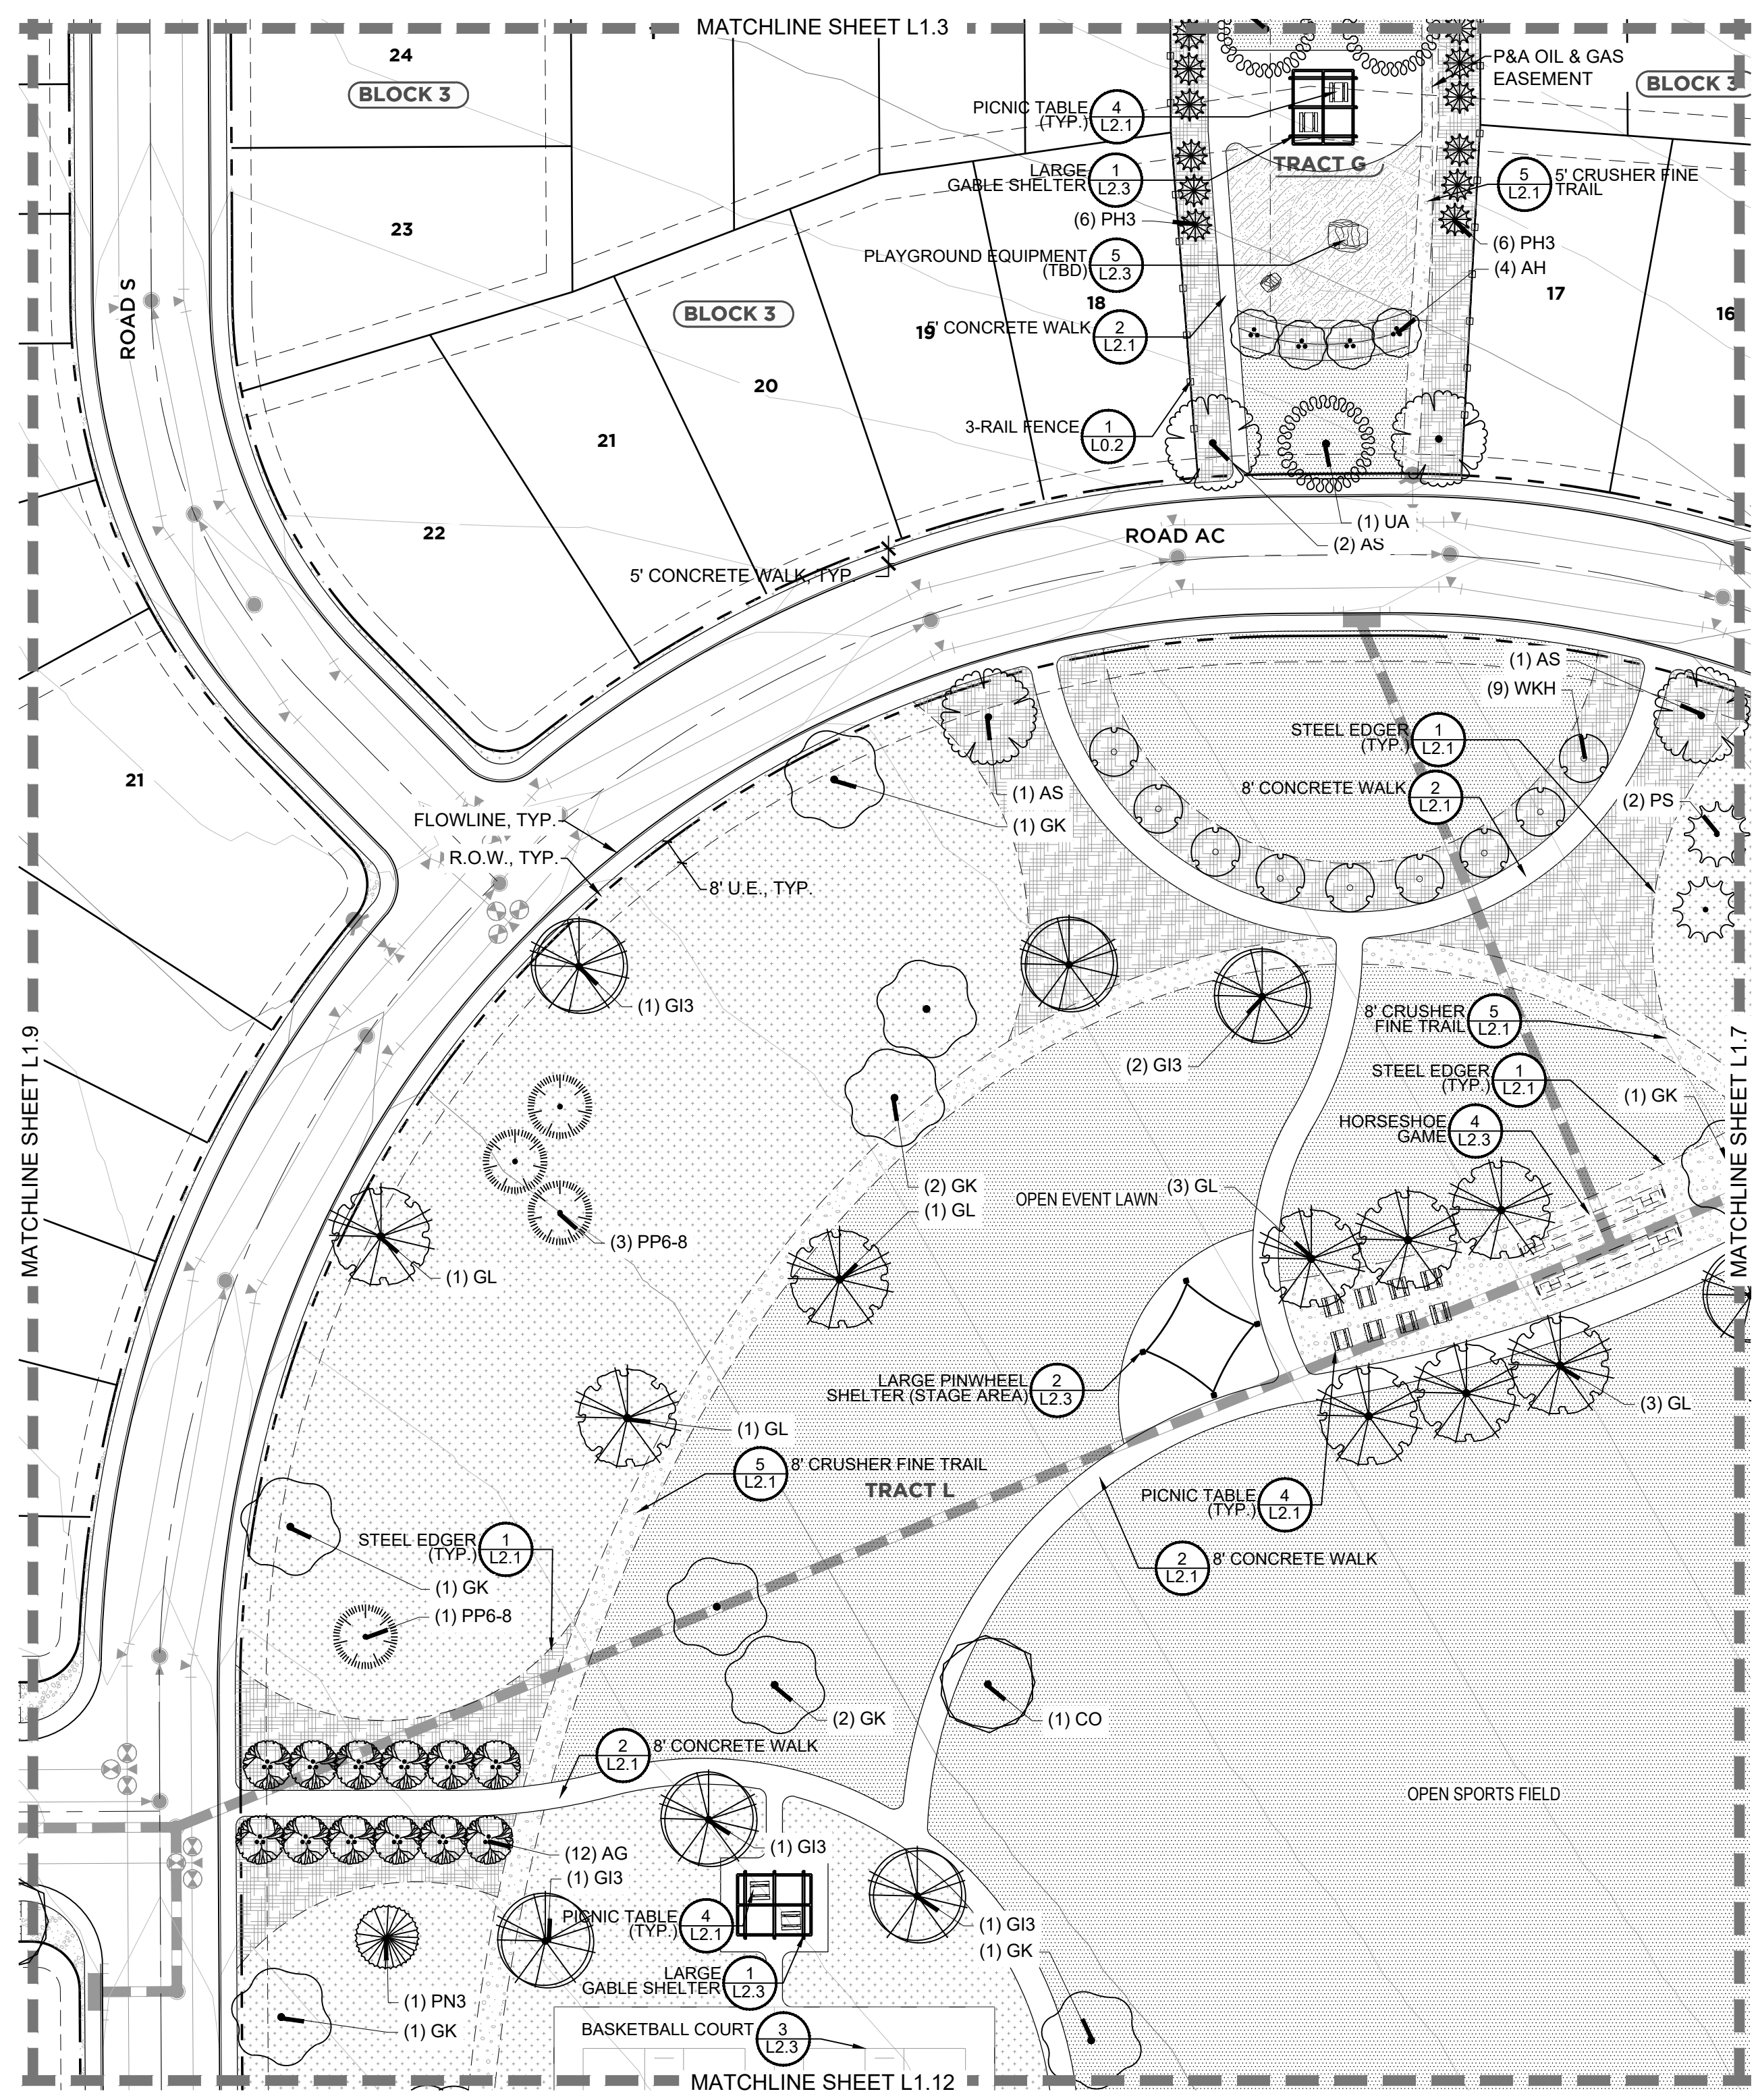 MATCHLINE SHEET L1.3
24
BLOCK 3
P&A OIL & GAS
EASEMENT
BLOCK 3
PICNIC TABLE
(TYP.)
4
L2.1
TRACT G
LARGE
GABLE SHELTER
1
L2.3
5
L2.1
5' CRUSHER FINE
TRAIL
(6) PH3
(6) PH3
23
PLAYGROUND EQUIPMENT
(TBD)
5
L2.3
(4) AH
ROAD S
18
17
BLOCK 3
16
19
5' CONCRETE WALK
2
L2.1
20
3-RAIL FENCE
1
L0.2
21
22
(1) UA
ROAD AC
(2) AS
5' CONCRETE WALK, TYP.
(1) AS
(9) WKH
STEEL EDGER
(TYP.)
1
L2.1
21
8' CONCRETE WALK
2
L2.1
(1) AS
(2) PS
FLOWLINE, TYP.
(1) GK
R.O.W., TYP.
8' U.E., TYP.
(1) GI3
8' CRUSHER
FINE TRAIL
5
L2.1
(2) GI3
STEEL EDGER
(TYP.)
1
L2.1
(1) GK
HORSESHOE
GAME
4
L2.3
MATCHLINE SHEET L1.9
MATCHLINE SHEET L1.7
(2) GK
OPEN EVENT LAWN
(3) GL
(1) GL
(3) PP6-8
(1) GL
LARGE PINWHEEL
SHELTER (STAGE AREA)
2
L2.3
(3) GL
(1) GL
5
L2.1
8' CRUSHER FINE TRAIL
TRACT L
PICNIC TABLE
(TYP.)
4
L2.1
STEEL EDGER
(TYP.)
1
L2.1
2
L2.1
8' CONCRETE WALK
(1) GK
(1) PP6-8
(2) GK
(1) CO
2
L2.1
8' CONCRETE WALK
OPEN SPORTS FIELD
(12) AG
(1) GI3
(1) GI3
PICNIC TABLE
(TYP.)
4
L2.1
(1) GI3
(1) GK
LARGE
GABLE SHELTER
1
L2.3
(1) PN3
(1) GK
BASKETBALL COURT
3
L2.3
MATCHLINE SHEET L1.12